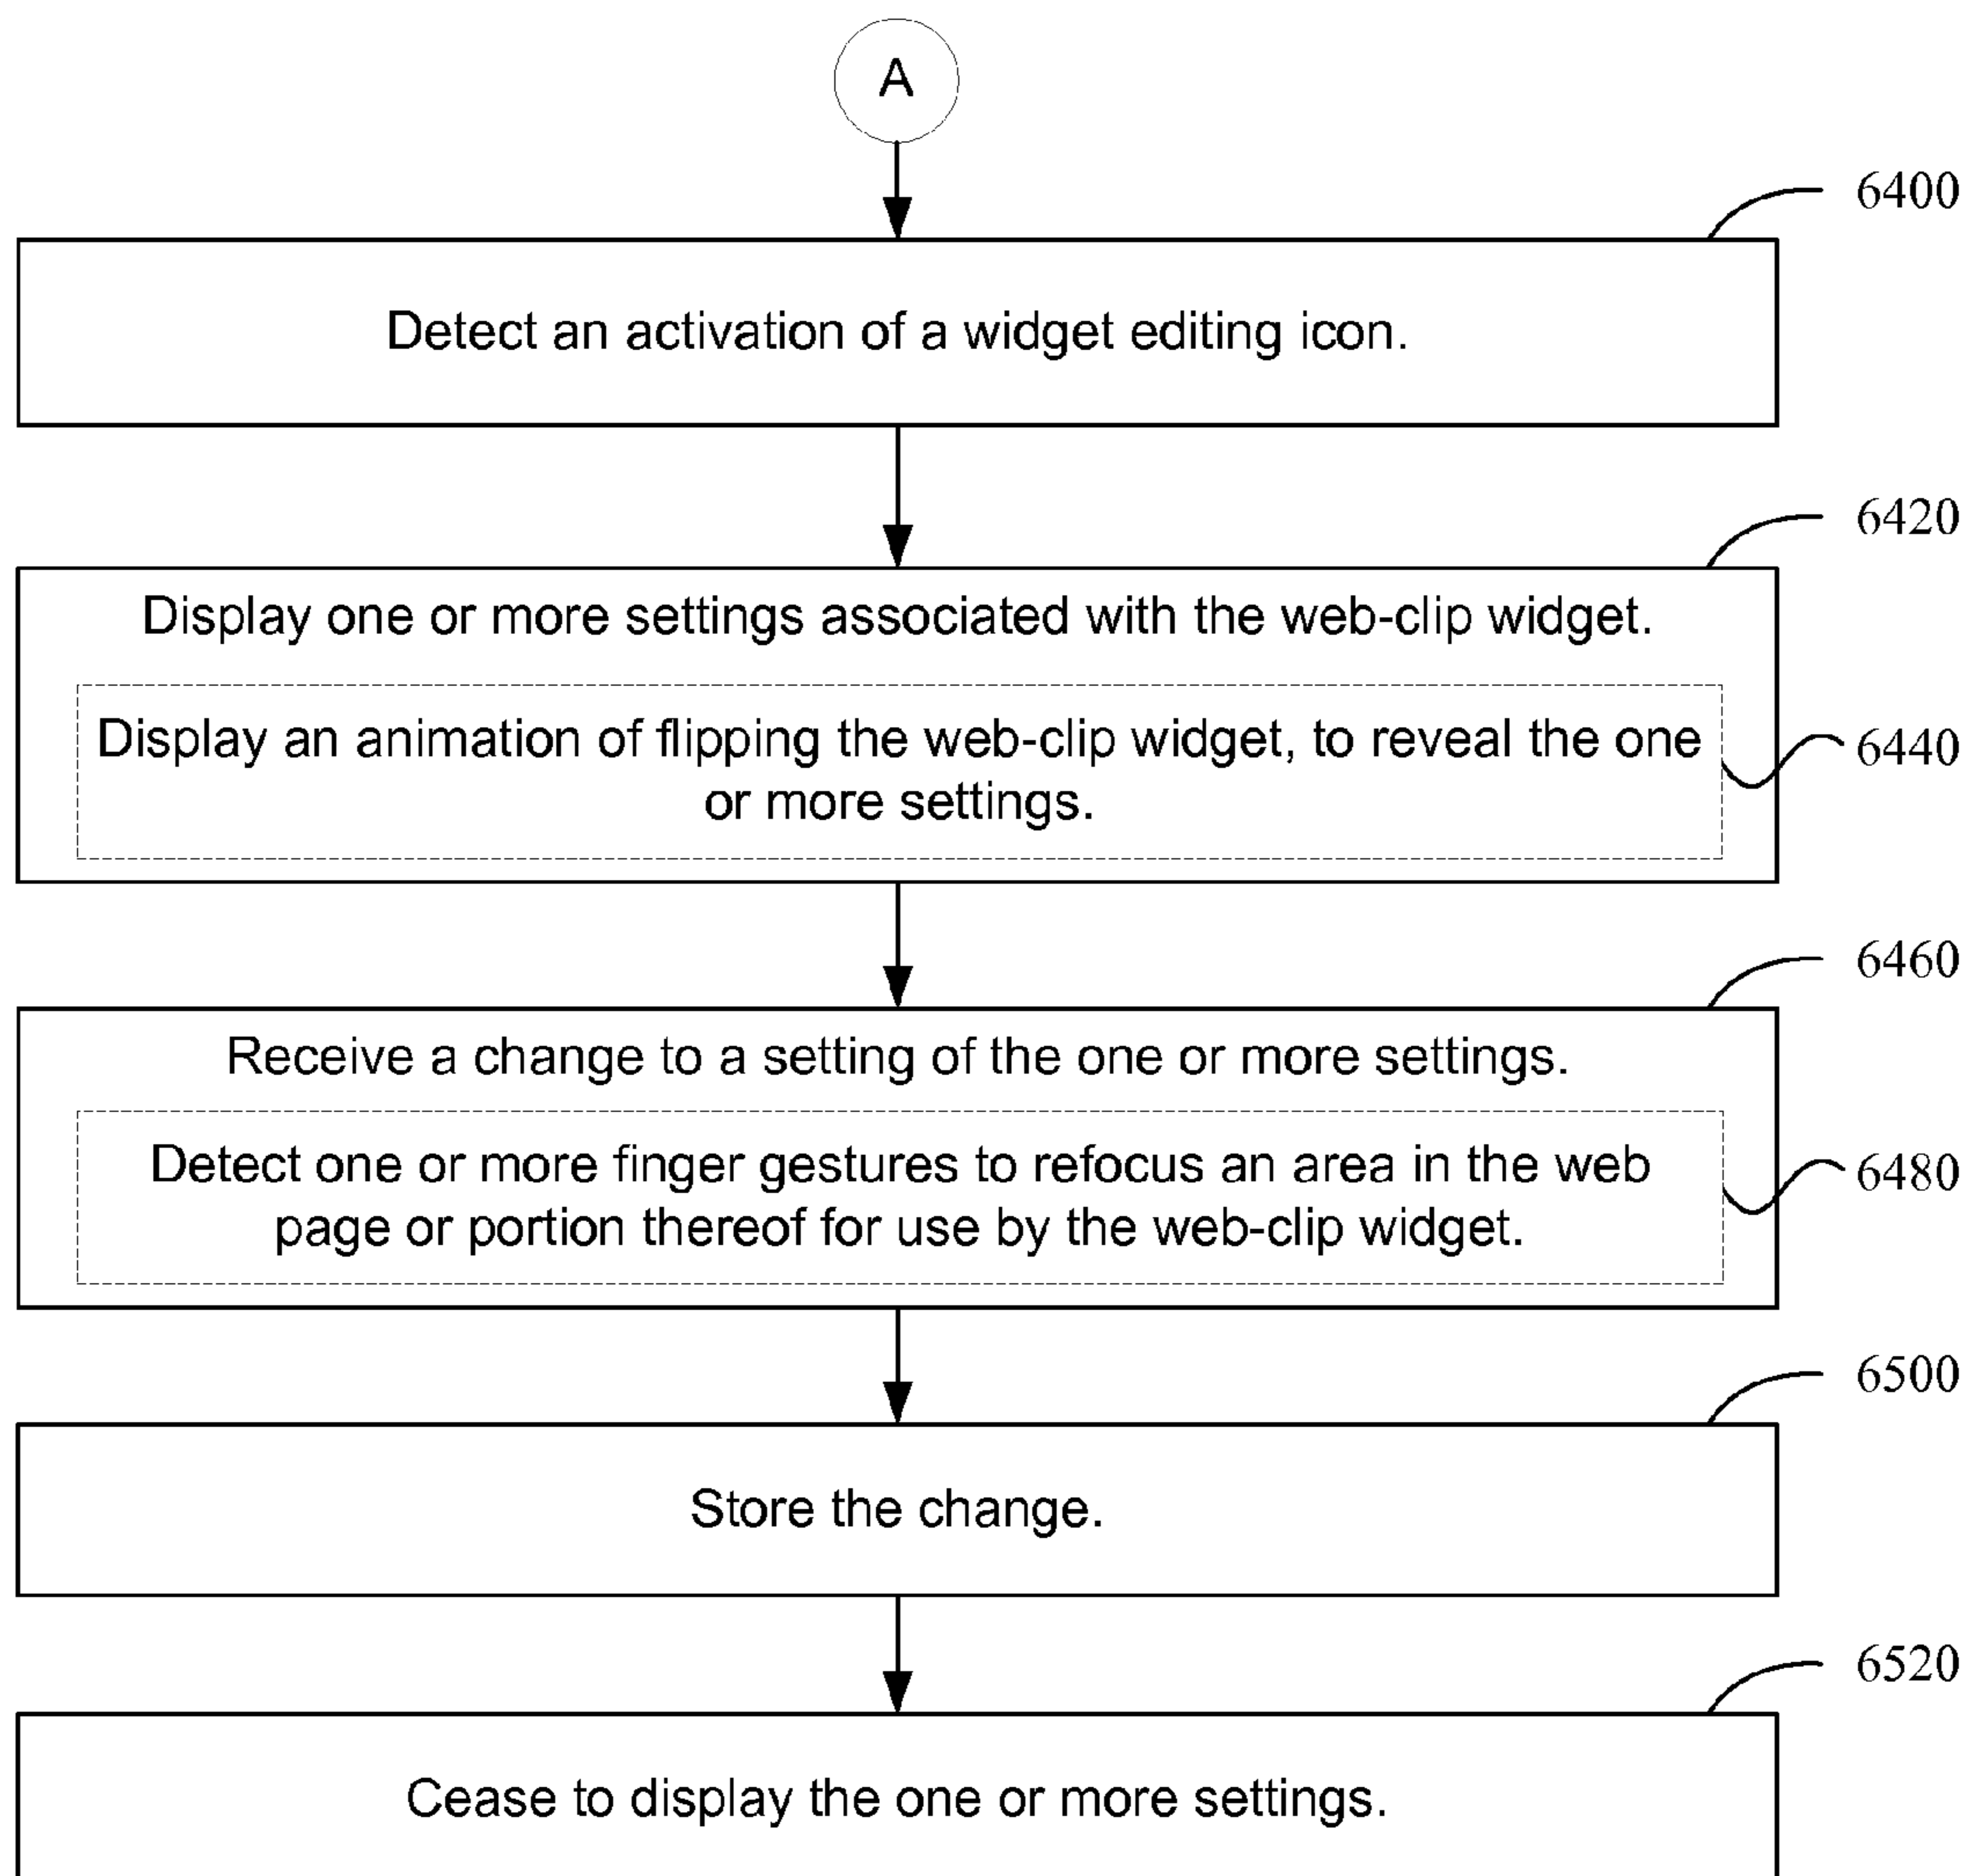 A
6400
Detect an activation of a widget editing icon.
6420
Display one or more settings associated with the web-clip widget.
Display an animation of flipping the web-clip widget, to reveal the one
or more settings.
6440
6460
Receive a change to a setting of the one or more settings.
Detect one or more finger gestures to refocus an area in the web
page or portion thereof for use by the web-clip widget.
6480
6500
Store the change.
6520
Cease to display the one or more settings.